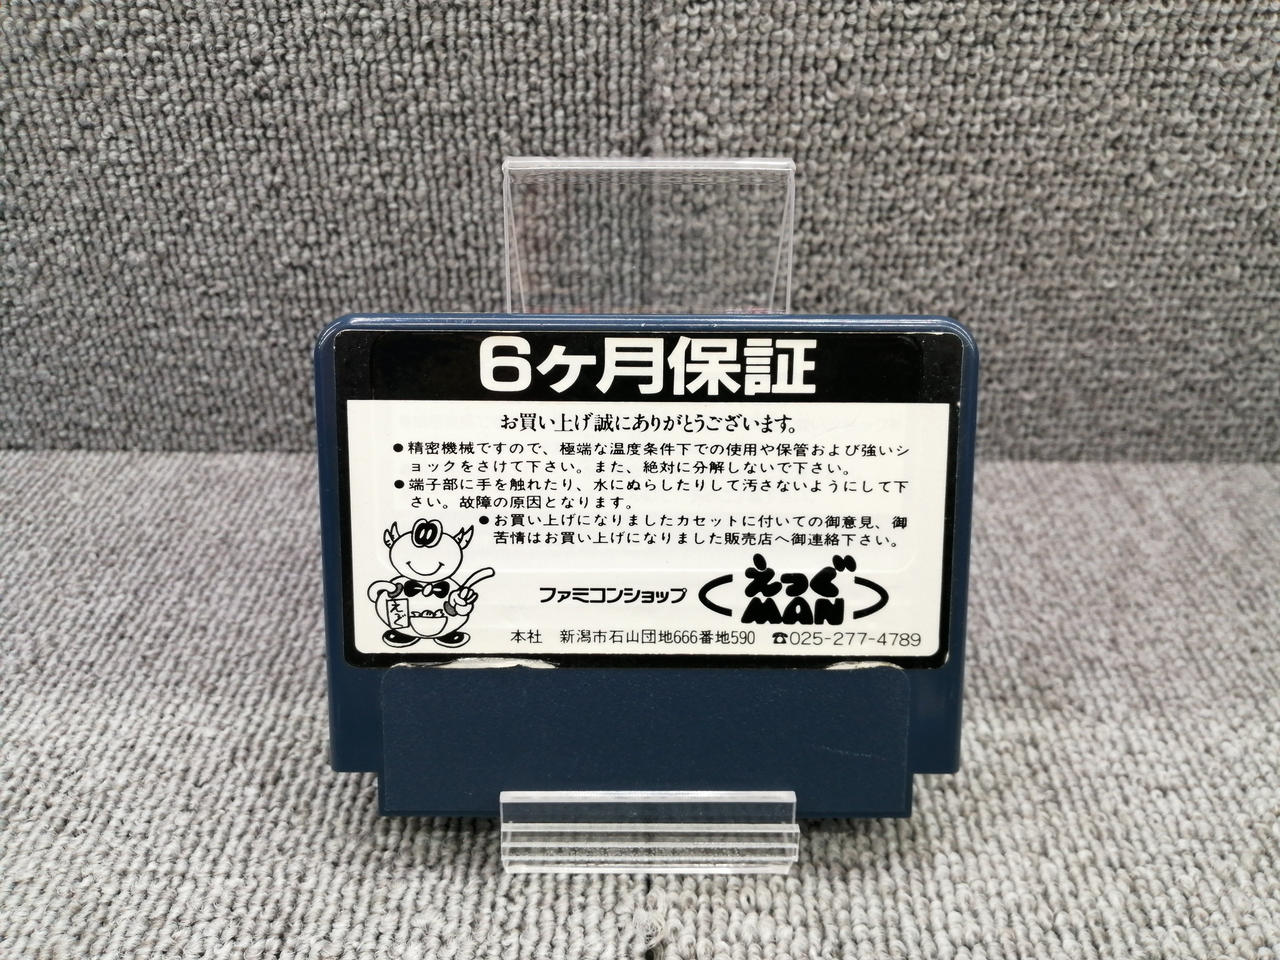 6ヶ月保証
お買い上げ誠にありがとうございます。
●精密機械ですので、極端な温度条件下での使用や保管および強いシ
ョックをさけて下さい。また、絶対に分解しないで下さい。
●端子部に手を触れたり、水にぬらしたりして汚さないようにして下
さい。故障の原因となります。
●お買い上げになりましたカセットに付いての御意見、御
苦情はお買い上げになりました販売店へ御連絡下さい。
ファミコンショップ
えっぐ
MAN
本社 新潟市石山団地666番地590 ☎025-277-4789